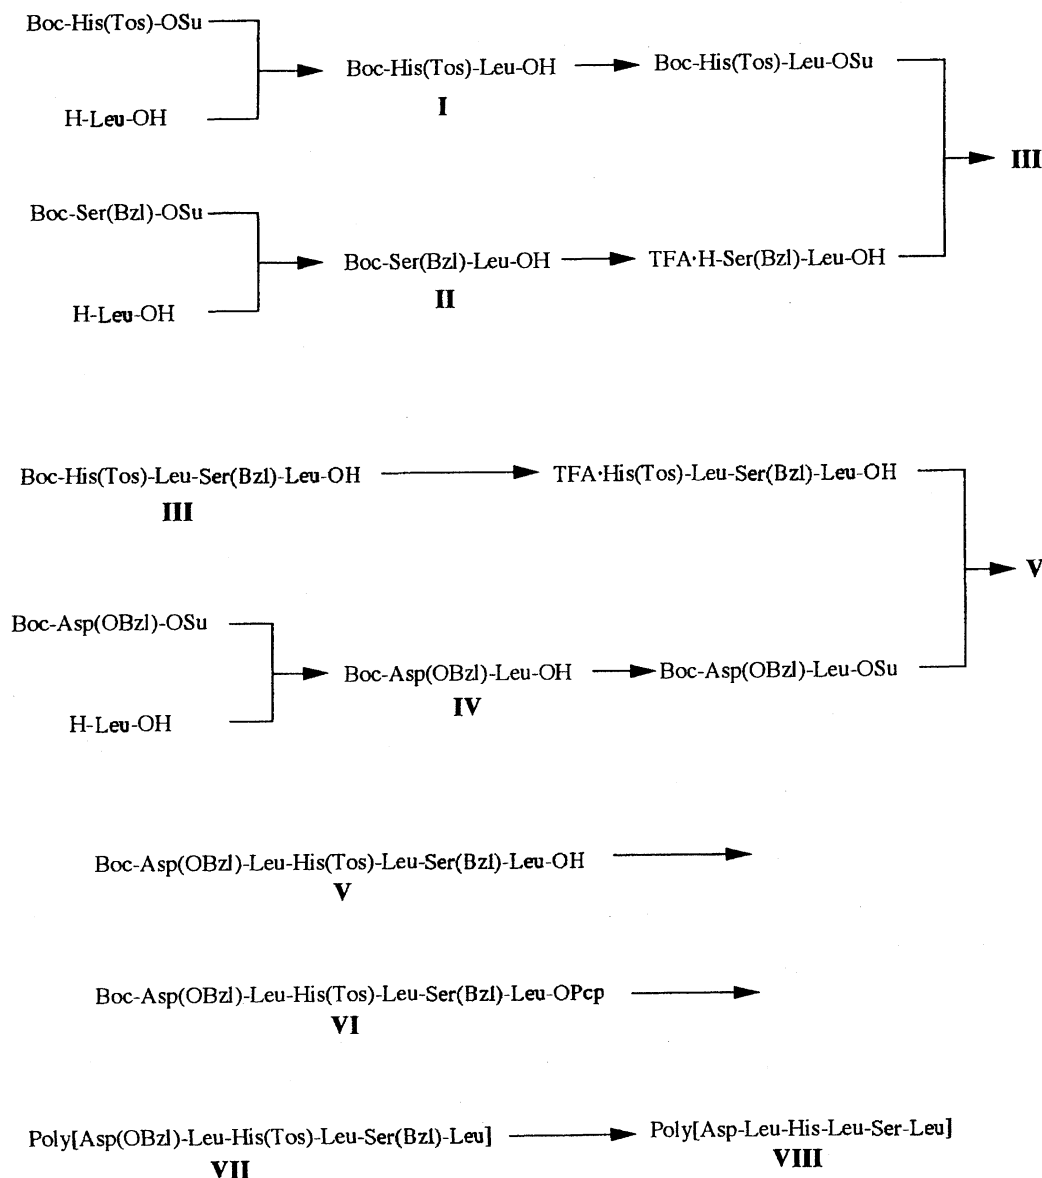 Boc-His(Tos)-OSu
Boc-His(Tos)-Leu-OH
Boc-His(Tos)-Leu-OSu
I
H-Leu-OH
III
Boc-Ser(Bzl)-OSu
Boc-Ser(Bzl)-Leu-OH
TFA·H-Ser(Bzl)-Leu-OH
II
H-Leu-OH
Boc-His(Tos)-Leu-Ser(Bzl)-Leu-OH
TFA·His(Tos)-Leu-Ser(Bzl)-Leu-OH
III
V
Boc-Asp(OBzl)-OSu
Boc-Asp(OBzl)-Leu-OH
Boc-Asp(OBzl)-Leu-OSu
IV
H-Leu-OH
Boc-Asp(OBzl)-Leu-His(Tos)-Leu-Ser(Bzl)-Leu-OH
V
Boc-Asp(OBzl)-Leu-His(Tos)-Leu-Ser(Bzl)-Leu-OPcp
VI
Poly[Asp(OBzl)-Leu-His(Tos)-Leu-Ser(Bzl)-Leu]
Poly[Asp-Leu-His-Leu-Ser-Leu]
VII
VIII